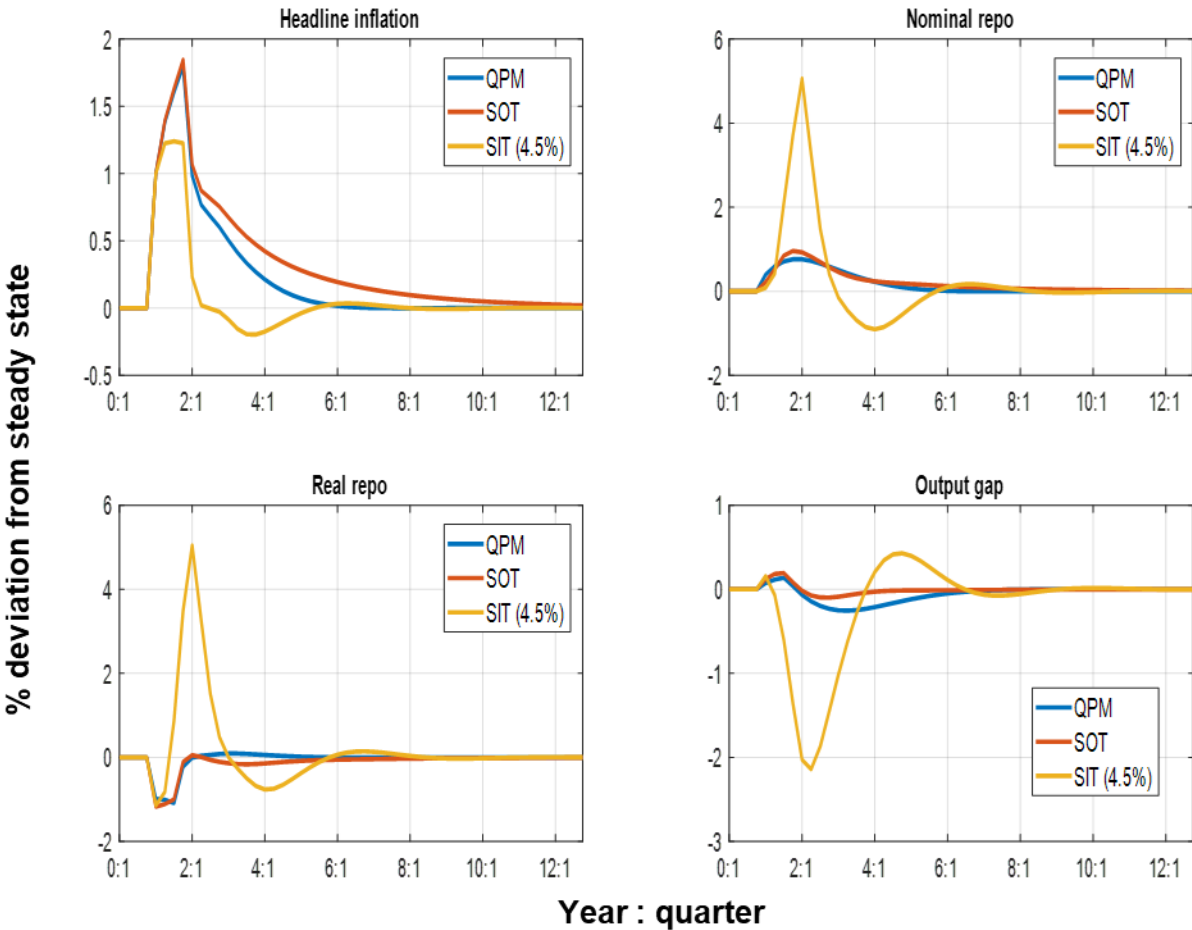 Headline inflation
2
1.5
1
0.5
0
-0.5
0:1 2:1 4:1 6:1 8:1 10:1 12:1
QPM
SOT
SIT (4.5%)
Nominal repo
6
4
2
0
-2
0:1 2:1 4:1 6:1 8:1 10:1 12:1
QPM
SOT
SIT (4.5%)
% deviation from steady state
Real repo
6
4
2
0
-2
0:1 2:1 4:1 6:1 8:1 10:1 12:1
QPM
SOT
SIT (4.5%)
Output gap
1
0
-1
-2
-3
0:1 2:1 4:1 6:1 8:1 10:1 12:1
QPM
SOT
SIT (4.5%)
Year : quarter